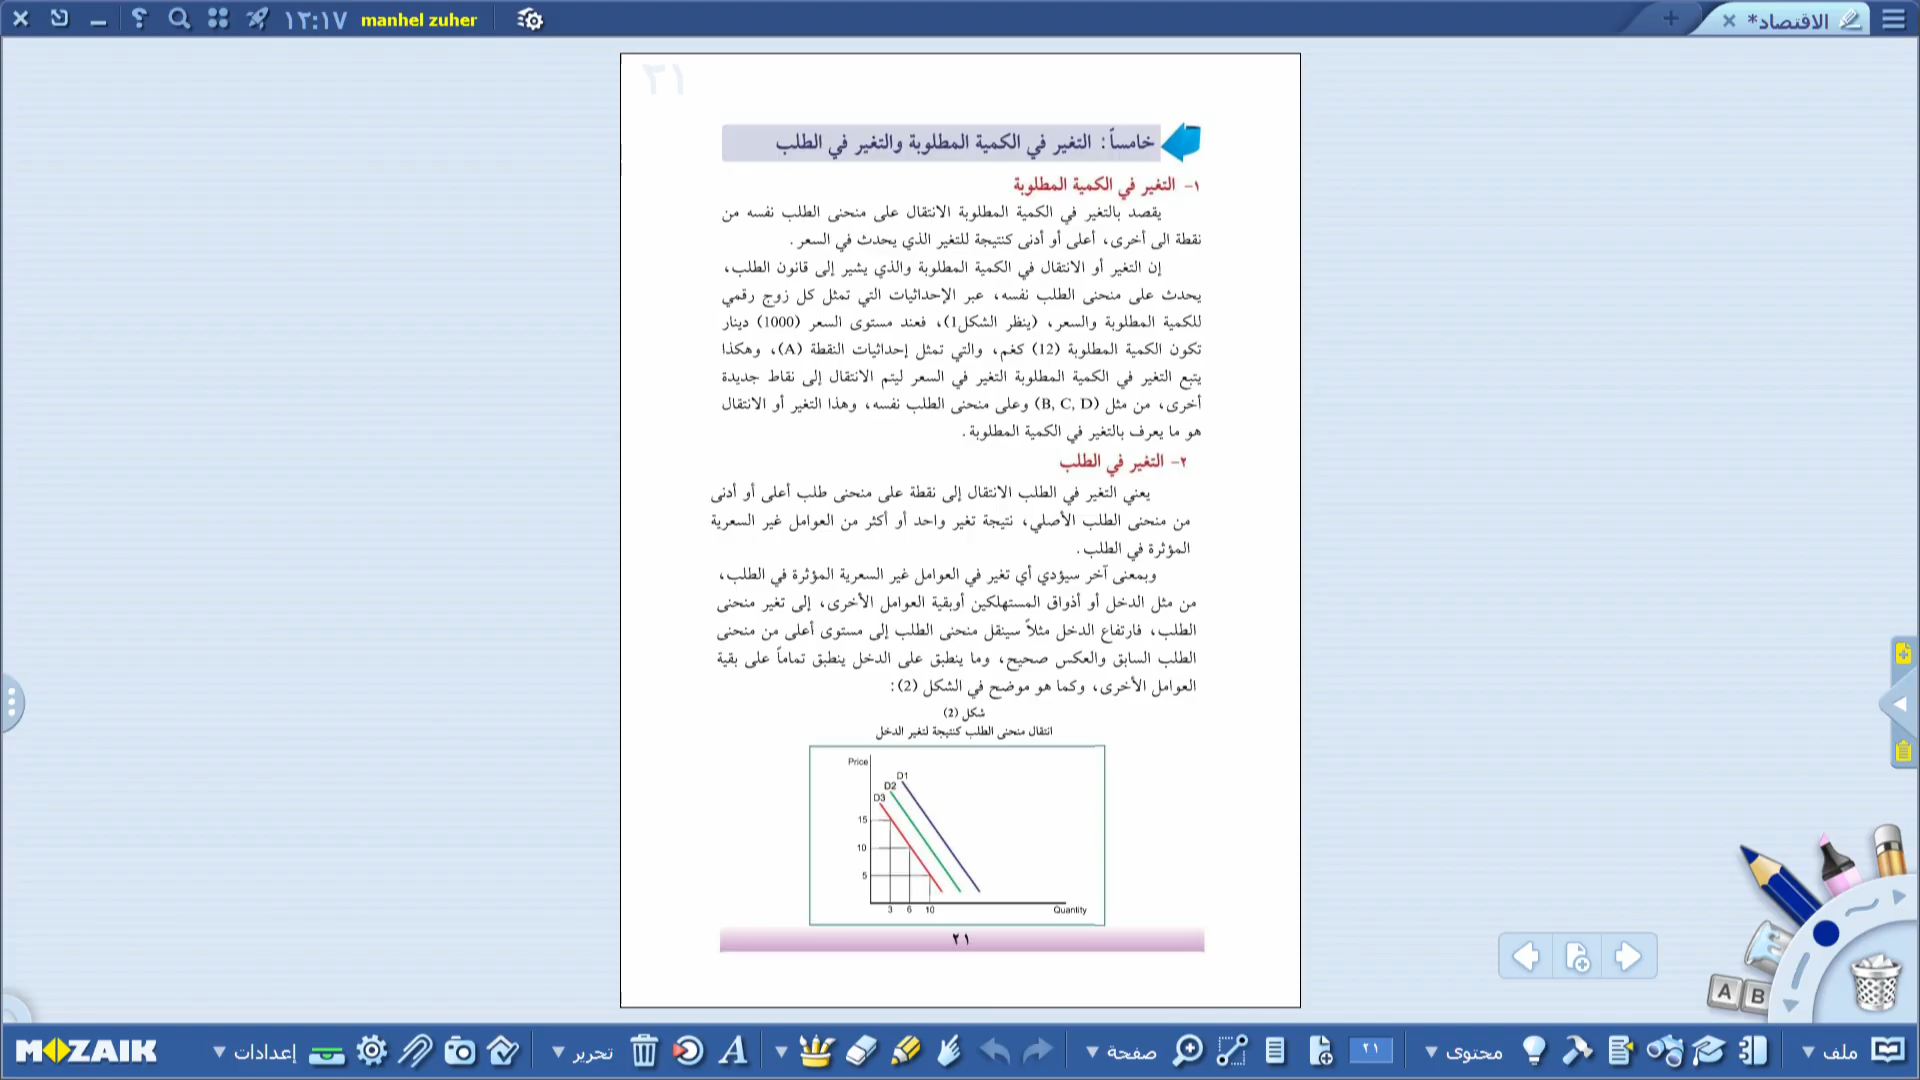 الاقتصاد*
manhel zuher
١٣:١٧
٢١
خامساً: التغير في الكمية المطلوبة والتغير في الطلب
١- التغير في الكمية المطلوبة
يقصد بالتغير في الكمية المطلوبة الانتقال على منحنى الطلب نفسه من
نقطة الى أخرى، أعلى أو أدنى كنتيجة للتغير الذي يحدث في السعر.
إن التغير أو الانتقال في الكمية المطلوبة والذي يشير إلى قانون الطلب،
يحدث على منحنى الطلب نفسه، عبر الإحداثيات التي تمثل كل زوج رقمي
للكمية المطلوبة والسعر، (ينظر الشكل1)، فعند مستوى السعر (1000) دينار
تكون الكمية المطلوبة (12) كغم، والتي تمثل إحداثيات النقطة (A)، وهكذا
يتبع التغير في الكمية المطلوبة التغير في السعر ليتم الانتقال إلى نقاط جديدة
أخرى، من مثل (B, C, D) وعلى منحنى الطلب نفسه، وهذا التغير أو الانتقال
هو ما يعرف بالتغير في الكمية المطلوبة.
٢- التغير في الطلب
يعني التغير في الطلب الانتقال إلى نقطة على منحنى طلب أعلى أو أدنى
من منحنى الطلب الأصلي، نتيجة تغير واحد أو أكثر من العوامل غير السعرية
المؤثرة في الطلب.
وبمعنى آخر سيؤدي أي تغير في العوامل غير السعرية المؤثرة في الطلب،
من مثل الدخل أو أذواق المستهلكين أوبقية العوامل الأخرى، إلى تغير منحنى
الطلب، فارتفاع الدخل مثلاً سينقل منحنى الطلب إلى مستوى أعلى من منحنى
الطلب السابق والعكس صحيح، وما ينطبق على الدخل ينطبق تماماً على بقية
العوامل الأخرى، وكما هو موضح في الشكل (2):
شكل (2)
انتقال منحنى الطلب كنتيجة لتغير الدخل
Price
D1
D2
D3
15
10
5
3 6 10
Quantity
٢١
A B
ملف
محتوى
٢١
صفحة
تحرير
إعدادات
MOZAIK